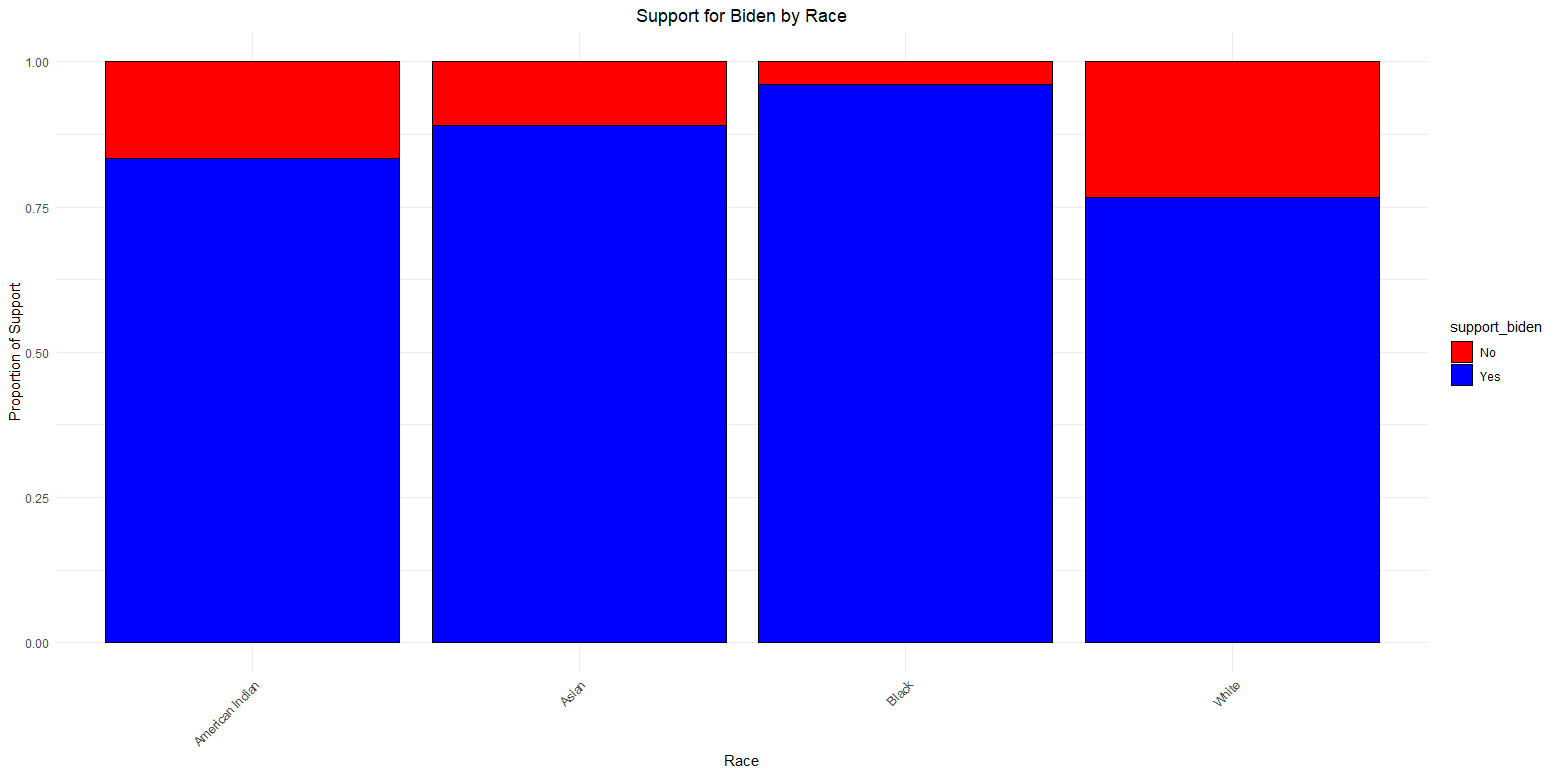 Support for Biden by Race
1.00
0.75
0.50
0.25
0.00
Proportion of Support
American Indian
Asian
Black
White
Race
support_biden
No
Yes